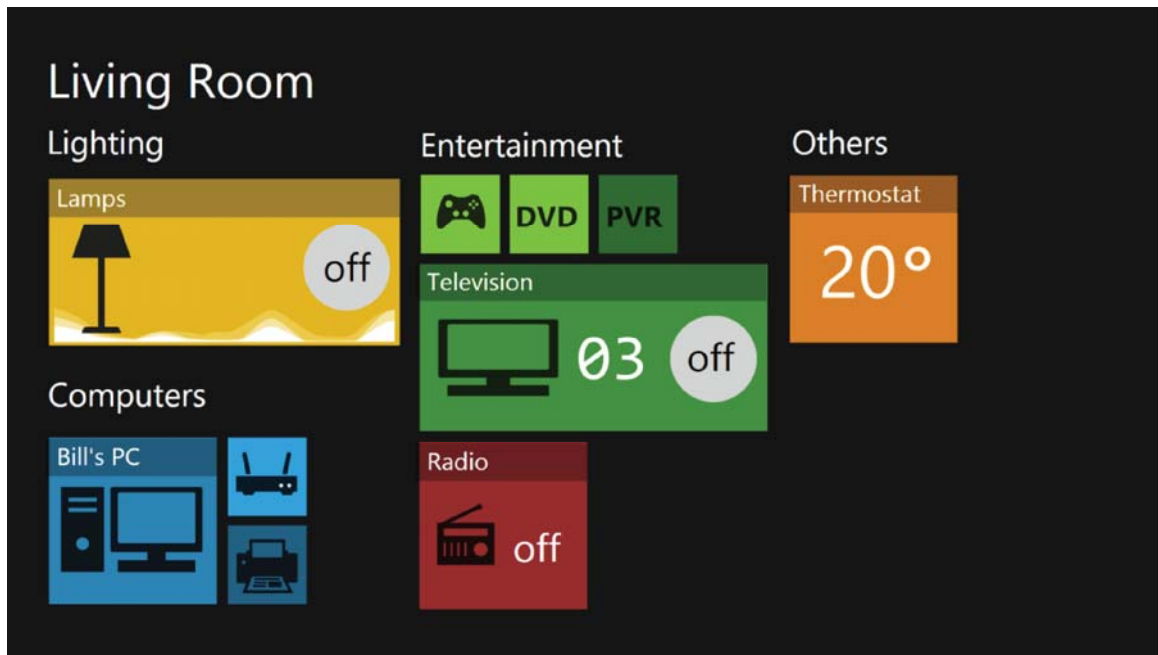 Living Room
Lighting
Lamps
off
Computers
Bill's PC
Entertainment
DVD PVR
Television
03 off
Radio
off
Others
Thermostat
20°